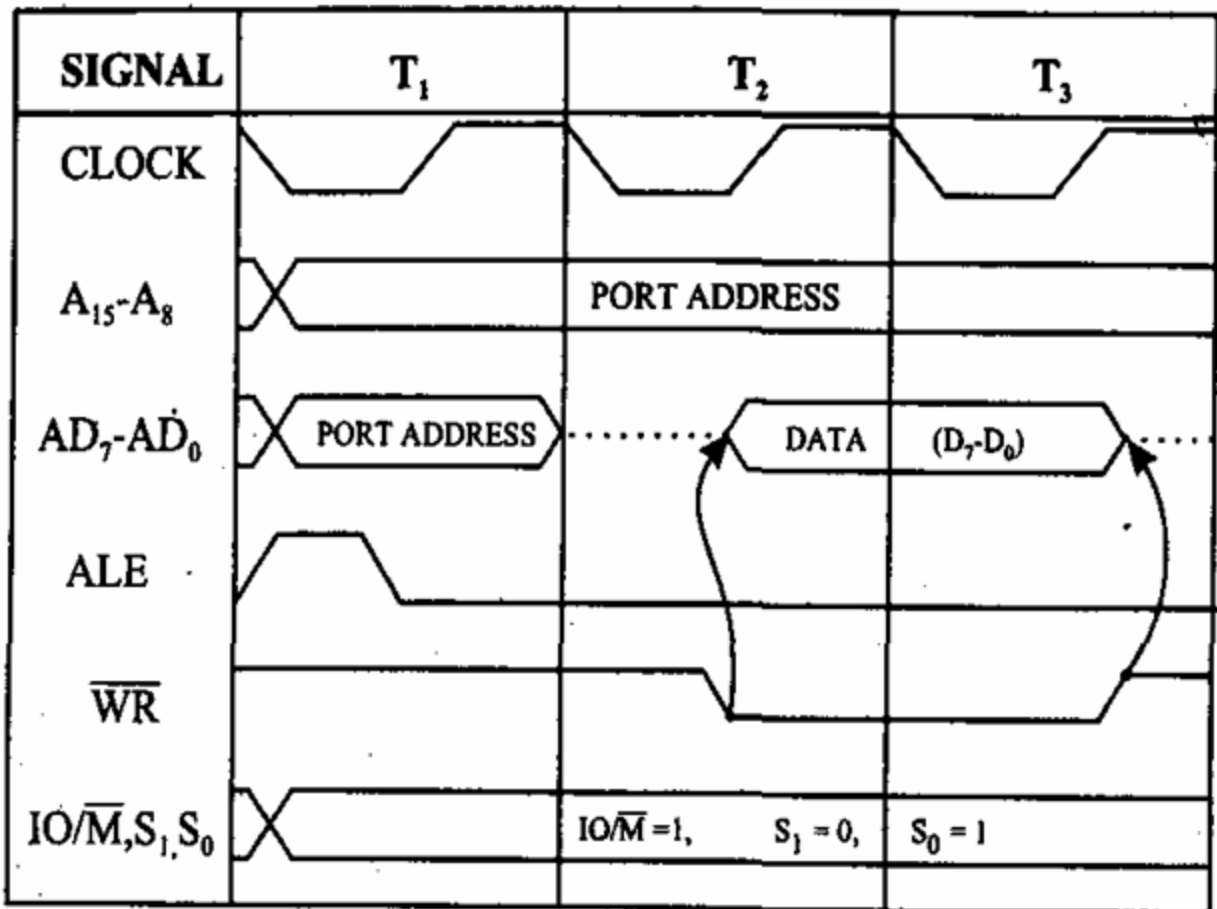 SIGNAL T₁ T₂ T₃
CLOCK
A₁₅-A₈ PORT ADDRESS
AD₇-AD₀ PORT ADDRESS DATA (D₇-D₀)
ALE
W̅R̅
IO/M̅,S₁,S₀ IO/M̅ =1, S₁ = 0, S₀ = 1